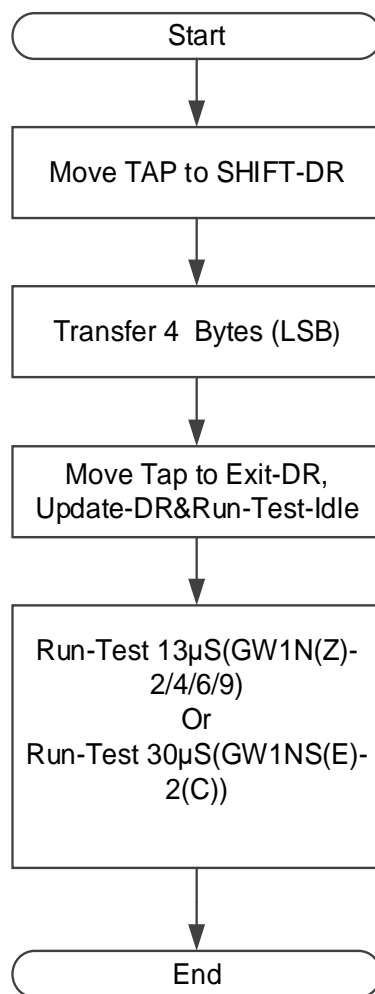 Start
Move TAP to SHIFT-DR
Transfer 4 Bytes (LSB)
Move Tap to Exit-DR,
Update-DR&Run-Test-Idle
Run-Test 13µS(GW1N(Z)-
2/4/6/9)
Or
Run-Test 30µS(GW1NS(E)-
2(C))
End